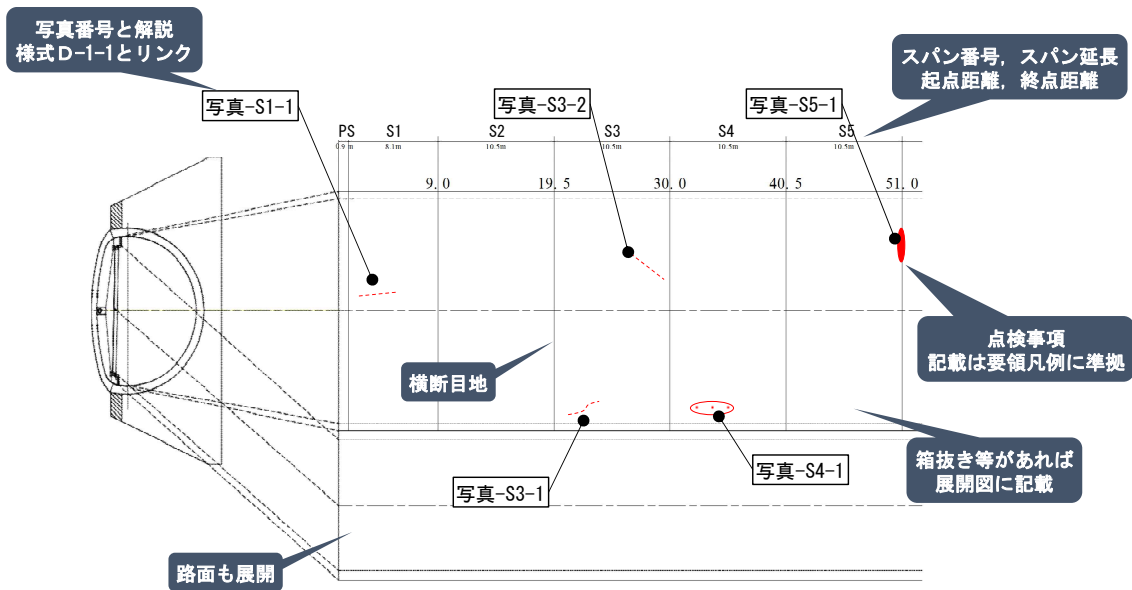 写真番号と解説
様式D-1-1とリンク
スパン番号, スパン延長
起点距離, 終点距離
写真-S1-1
写真-S3-2
写真-S5-1
PS S1 S2 S3 S4 S5
0.9 m 8.1m 10.5m 10.5m 10.5m 10.5m
9.0 19.5 30.0 40.5 51.0
点検事項
記載は要領凡例に準拠
横断目地
箱抜き等があれば
展開図に記載
写真-S4-1
写真-S3-1
路面も展開